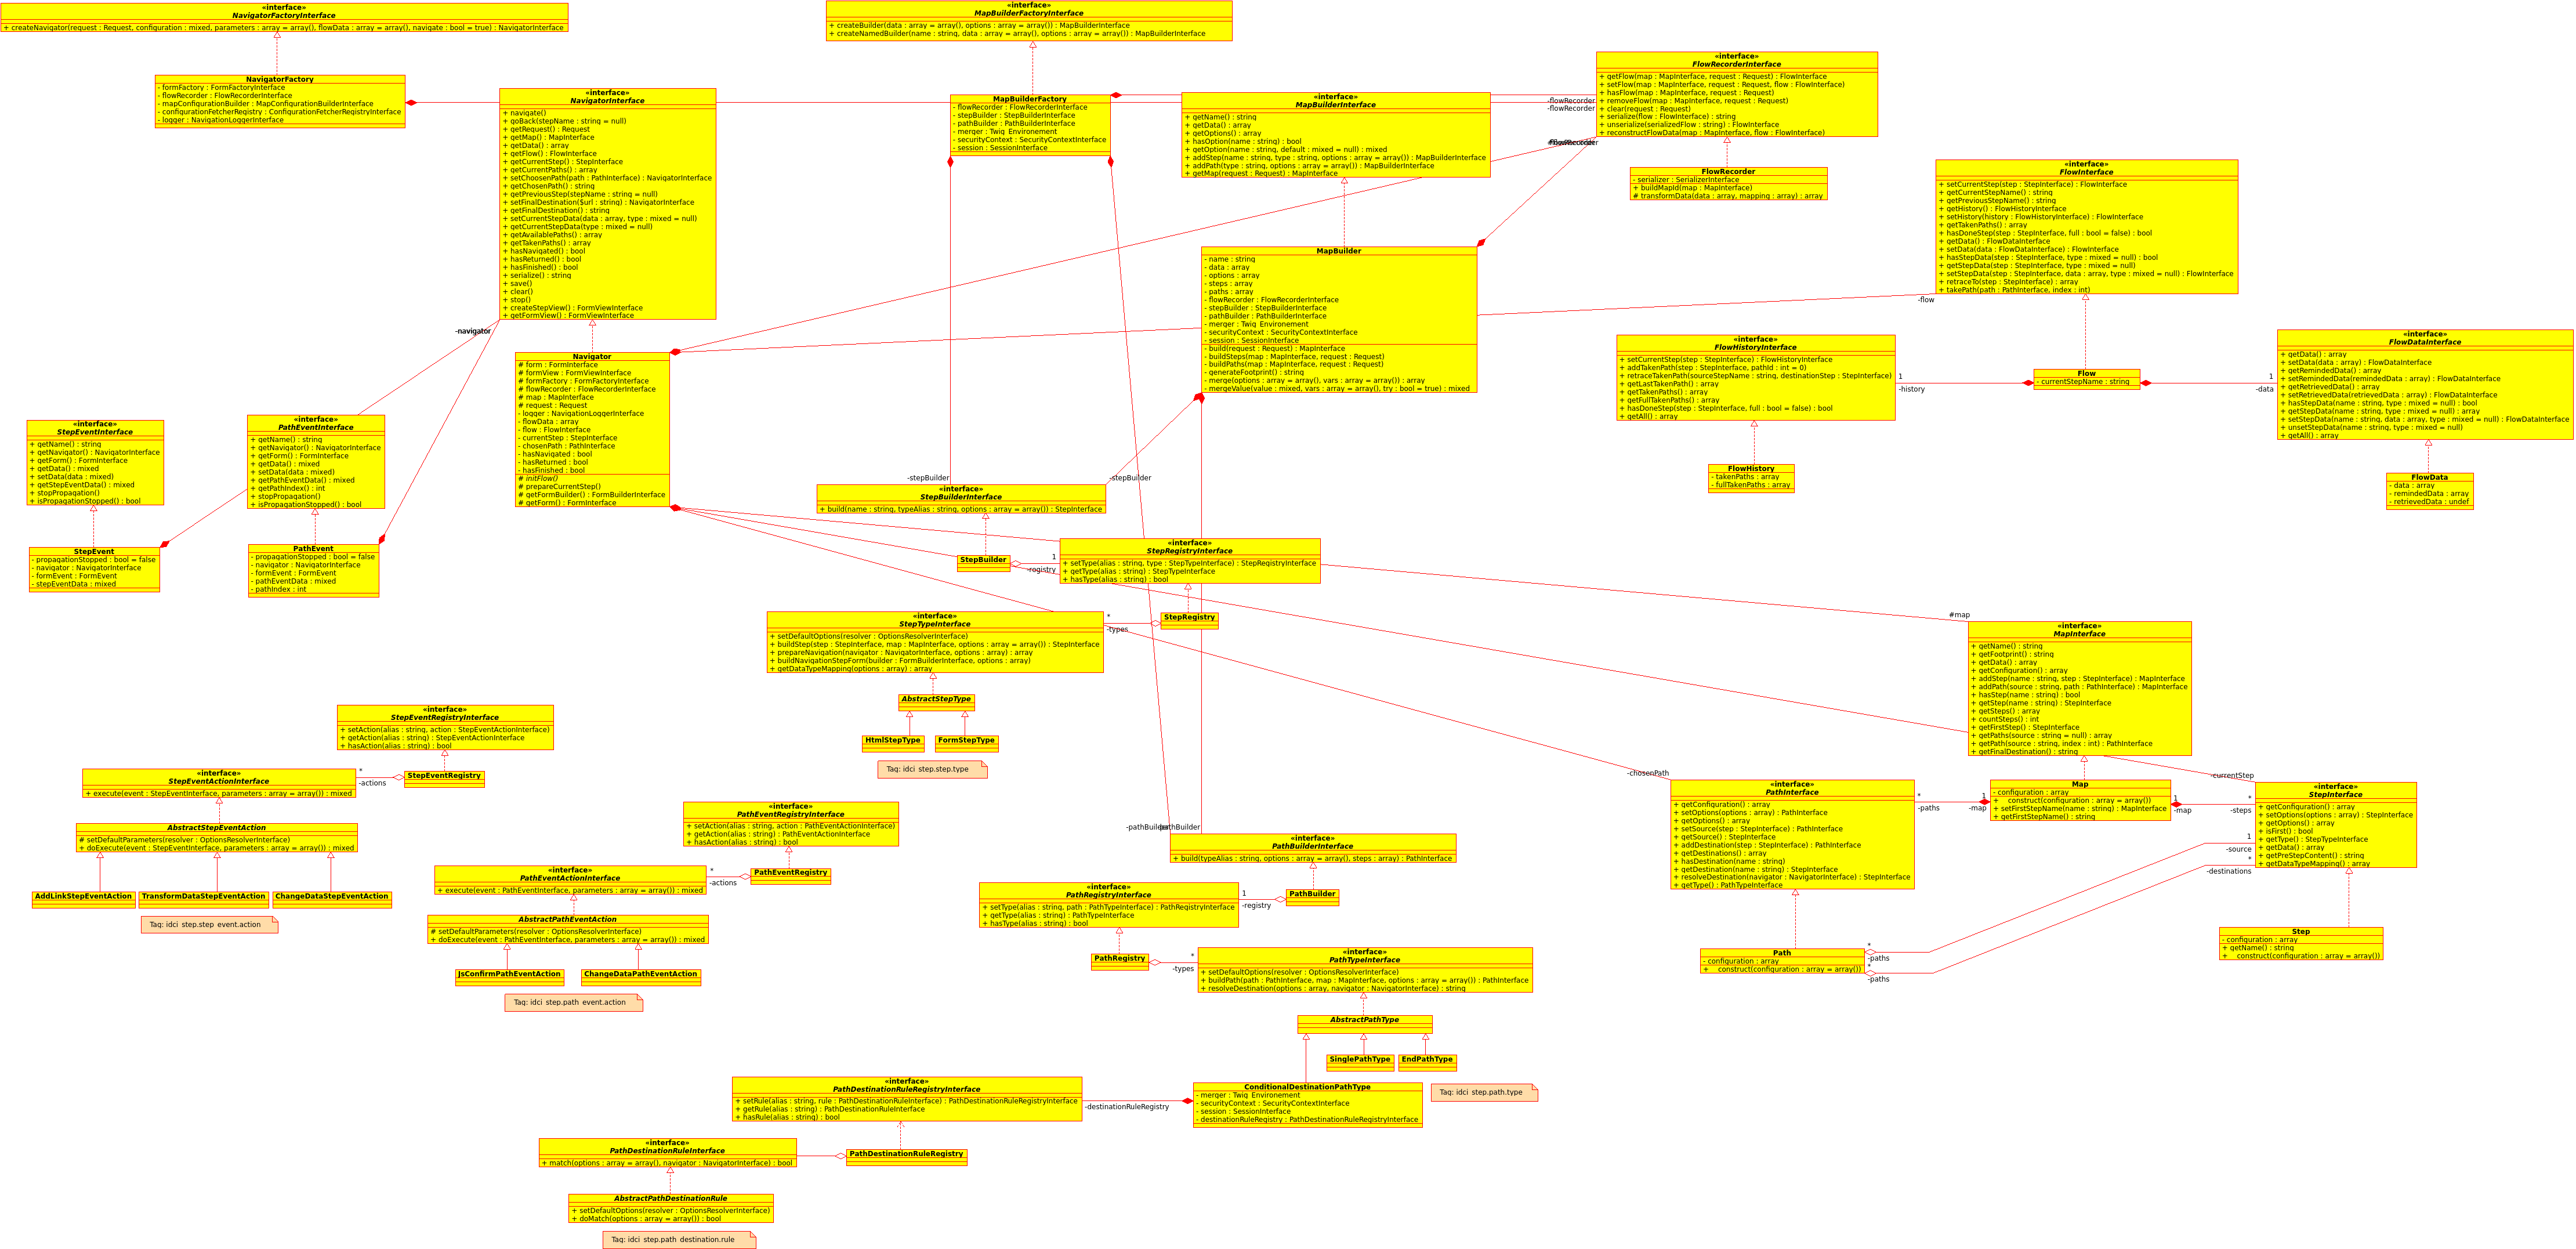 «interface»
NavigatorFactoryInterface
+ createNavigator(request : Request, configuration : mixed, parameters : array = array(), flowData : array = array(), navigate : bool = true) : NavigatorInterface
«interface»
MapBuilderFactoryInterface
+ createBuilder(data : array = array(), options : array = array()) : MapBuilderInterface
+ createNamedBuilder(name : string, data : array = array(), options : array = array()) : MapBuilderInterface
NavigatorFactory
- formFactory : FormFactoryInterface
- flowRecorder : FlowRecorderInterface
- mapConfigurationBuilder : MapConfigurationBuilderInterface
- configurationFetcherRegistry : ConfigurationFetcherRegistryInterface
- logger : NavigationLoggerInterface
«interface»
NavigatorInterface
+ navigate()
+ goBack(stepName : string = null)
+ getRequest() : Request
+ getMap() : MapInterface
+ getData() : array
+ getFlow() : FlowInterface
+ getCurrentStep() : StepInterface
+ getCurrentPaths() : array
+ setChoosenPath(path : PathInterface) : NavigatorInterface
+ getChosenPath() : string
+ getPreviousStep(stepName : string = null)
+ setFinalDestination($url : string) : NavigatorInterface
+ getFinalDestination() : string
+ setCurrentStepData(data : array, type : mixed = null)
+ getCurrentStepData(type : mixed = null)
+ getAvailablePaths() : array
+ getTakenPaths() : array
+ hasNavigated() : bool
+ hasReturned() : bool
+ hasFinished() : bool
+ serialize() : string
+ save()
+ clear()
+ stop()
+ createStepView() : FormViewInterface
+ getFormView() : FormViewInterface
MapBuilderFactory
- flowRecorder : FlowRecorderInterface
- stepBuilder : StepBuilderInterface
- pathBuilder : PathBuilderInterface
- merger : Twig_Environement
- securityContext : SecurityContextInterface
- session : SessionInterface
«interface»
MapBuilderInterface
+ getName() : string
+ getData() : array
+ getOptions() : array
+ hasOption(name : string) : bool
+ getOption(name : string, default : mixed = null) : mixed
+ addStep(name : string, type : string, options : array = array()) : MapBuilderInterface
+ addPath(type : string, options : array = array()) : MapBuilderInterface
+ getMap(request : Request) : MapInterface
-flowRecorder
-flowRecorder
«interface»
FlowRecorderInterface
+ getFlow(map : MapInterface, request : Request) : FlowInterface
+ setFlow(map : MapInterface, request : Request, flow : FlowInterface)
+ hasFlow(map : MapInterface, request : Request)
+ removeFlow(map : MapInterface, request : Request)
+ clear(request : Request)
+ serialize(flow : FlowInterface) : string
+ unserialize(serializedFlow : string) : FlowInterface
+ reconstructFlowData(map : MapInterface, flow : FlowInterface)
#flowRecorder
FlowRecorder
- serializer : SerializerInterface
+ buildMapId(map : MapInterface)
# transformData(data : array, mapping : array) : array
«interface»
FlowInterface
+ setCurrentStep(step : StepInterface) : FlowInterface
+ getCurrentStepName() : string
+ getPreviousStepName() : string
+ getHistory() : FlowHistoryInterface
+ setHistory(history : FlowHistoryInterface) : FlowInterface
+ getTakenPaths() : array
+ hasDoneStep(step : StepInterface, full : bool = false) : bool
+ getData() : FlowDataInterface
+ setData(data : FlowDataInterface) : FlowInterface
+ hasStepData(step : StepInterface, type : mixed = null) : bool
+ getStepData(step : StepInterface, type : mixed = null)
+ setStepData(step : StepInterface, data : array, type : mixed = null) : FlowInterface
+ retraceTo(step : StepInterface) : array
+ takePath(path : PathInterface, index : int)
-flow
MapBuilder
- name : string
- data : array
- options : array
- steps : array
- paths : array
- flowRecorder : FlowRecorderInterface
- stepBuilder : StepBuilderInterface
- pathBuilder : PathBuilderInterface
- merger : Twig_Environement
- securityContext : SecurityContextInterface
- session : SessionInterface
- build(request : Request) : MapInterface
- buildSteps(map : MapInterface, request : Request)
- buildPaths(map : MapInterface, request : Request)
- generateFootprint() : string
- merge(options : array = array(), vars : array = array()) : array
- mergeValue(value : mixed, vars : array = array(), try : bool = true) : mixed
-navigator
Navigator
# form : FormInterface
# formView : FormViewInterface
# formFactory : FormFactoryInterface
# flowRecorder : FlowRecorderInterface
# map : MapInterface
# request : Request
- logger : NavigationLoggerInterface
- flowData : array
- flow : FlowInterface
- currentStep : StepInterface
- chosenPath : PathInterface
- hasNavigated : bool
- hasReturned : bool
- hasFinished : bool
# initFlow()
# prepareCurrentStep()
# getFormBuilder() : FormBuilderInterface
# getForm() : FormInterface
«interface»
FlowHistoryInterface
+ setCurrentStep(step : StepInterface) : FlowHistoryInterface
+ addTakenPath(step : StepInterface, pathId : int = 0)
+ retraceTakenPath(sourceStepName : string, destinationStep : StepInterface)
+ getLastTakenPath() : array
+ getTakenPaths() : array
+ getFullTakenPaths() : array
+ hasDoneStep(step : StepInterface, full : bool = false) : bool
+ getAll() : array
1
-history
Flow
- currentStepName : string
1
-data
«interface»
FlowDataInterface
+ getData() : array
+ setData(data : array) : FlowDataInterface
+ getRemindedData() : array
+ setRemindedData(remindedData : array) : FlowDataInterface
+ getRetrievedData() : array
+ setRetrievedData(retrievedData : array) : FlowDataInterface
+ hasStepData(name : string, type : mixed = null) : bool
+ getStepData(name : string, type : mixed = null) : array
+ setStepData(name : string, data : array, type : mixed = null) : FlowDataInterface
+ unsetStepData(name : string, type : mixed = null)
+ getAll() : array
FlowHistory
- takenPaths : array
- fullTakenPaths : array
FlowData
- data : array
- remindedData : array
- retrievedData : undef
«interface»
StepEventInterface
+ getName() : string
+ getNavigator() : NavigatorInterface
+ getForm() : FormInterface
+ getData() : mixed
+ setData(data : mixed)
+ getStepEventData() : mixed
+ stopPropagation()
+ isPropagationStopped() : bool
«interface»
PathEventInterface
+ getName() : string
+ getNavigator() : NavigatorInterface
+ getForm() : FormInterface
+ getData() : mixed
+ setData(data : mixed)
+ getPathEventData() : mixed
+ getPathIndex() : int
+ stopPropagation()
+ isPropagationStopped() : bool
StepEvent
- propagationStopped : bool = false
- navigator : NavigatorInterface
- formEvent : FormEvent
- stepEventData : mixed
PathEvent
- propagationStopped : bool = false
- navigator : NavigatorInterface
- formEvent : FormEvent
- pathEventData : mixed
- pathIndex : int
-stepBuilder
-stepBuilder
«interface»
StepBuilderInterface
+ build(name : string, typeAlias : string, options : array = array()) : StepInterface
StepBuilder
1
-registry
«interface»
StepRegistryInterface
+ setType(alias : string, type : StepTypeInterface) : StepRegistryInterface
+ getType(alias : string) : StepTypeInterface
+ hasType(alias : string) : bool
StepRegistry
*
-types
«interface»
StepTypeInterface
+ setDefaultOptions(resolver : OptionsResolverInterface)
+ buildStep(step : StepInterface, map : MapInterface, options : array = array()) : StepInterface
+ prepareNavigation(navigator : NavigatorInterface, options : array) : array
+ buildNavigationStepForm(builder : FormBuilderInterface, options : array)
+ getDataTypeMapping(options : array) : array
AbstractStepType
HtmlStepType
FormStepType
Tag: idci_step.step.type
#map
«interface»
MapInterface
+ getName() : string
+ getFootprint() : string
+ getData() : array
+ getConfiguration() : array
+ addStep(name : string, step : StepInterface) : MapInterface
+ addPath(source : string, path : PathInterface) : MapInterface
+ hasStep(name : string) : bool
+ getStep(name : string) : StepInterface
+ getSteps() : array
+ countSteps() : int
+ getFirstStep() : StepInterface
+ getPaths(source : string = null) : array
+ getPath(source : string, index : int) : PathInterface
+ getFinalDestination() : string
«interface»
StepEventRegistryInterface
+ setAction(alias : string, action : StepEventActionInterface)
+ getAction(alias : string) : StepEventActionInterface
+ hasAction(alias : string) : bool
StepEventRegistry
*
-actions
«interface»
StepEventActionInterface
+ execute(event : StepEventInterface, parameters : array = array()) : mixed
AbstractStepEventAction
# setDefaultParameters(resolver : OptionsResolverInterface)
+ doExecute(event : StepEventInterface, parameters : array = array()) : mixed
AddLinkStepEventAction
TransformDataStepEventAction
ChangeDataStepEventAction
Tag: idci_step.step_event.action
«interface»
PathEventRegistryInterface
+ setAction(alias : string, action : PathEventActionInterface)
+ getAction(alias : string) : PathEventActionInterface
+ hasAction(alias : string) : bool
PathEventRegistry
*
-actions
«interface»
PathEventActionInterface
+ execute(event : PathEventInterface, parameters : array = array()) : mixed
AbstractPathEventAction
# setDefaultParameters(resolver : OptionsResolverInterface)
+ doExecute(event : PathEventInterface, parameters : array = array()) : mixed
JsConfirmPathEventAction
ChangeDataPathEventAction
Tag: idci_step.path_event.action
-chosenPath
«interface»
PathInterface
+ getConfiguration() : array
+ setOptions(options : array) : PathInterface
+ getOptions() : array
+ setSource(step : StepInterface) : PathInterface
+ getSource() : StepInterface
+ addDestination(step : StepInterface) : PathInterface
+ getDestinations() : array
+ hasDestination(name : string)
+ getDestination(name : string) : StepInterface
+ resolveDestination(navigator : NavigatorInterface) : StepInterface
+ getType() : PathTypeInterface
*
-paths
1
-map
Map
- configuration : array
+ __construct(configuration : array = array())
+ setFirstStepName(name : string) : MapInterface
+ getFirstStepName() : string
1
-map
*
-steps
-currentStep
«interface»
StepInterface
+ getConfiguration() : array
+ setOptions(options : array) : StepInterface
+ getOptions() : array
+ isFirst() : bool
+ getType() : StepTypeInterface
+ getData() : array
+ getPreStepContent() : string
+ getDataTypeMapping() : array
1
-source
*
-destinations
-pathBuilder
-pathBuilder
«interface»
PathBuilderInterface
+ build(typeAlias : string, options : array = array(), steps : array) : PathInterface
PathBuilder
1
-registry
«interface»
PathRegistryInterface
+ setType(alias : string, path : PathTypeInterface) : PathRegistryInterface
+ getType(alias : string) : PathTypeInterface
+ hasType(alias : string) : bool
PathRegistry
*
-types
«interface»
PathTypeInterface
+ setDefaultOptions(resolver : OptionsResolverInterface)
+ buildPath(path : PathInterface, map : MapInterface, options : array = array()) : PathInterface
+ resolveDestination(options : array, navigator : NavigatorInterface) : string
Path
- configuration : array
+ __construct(configuration : array = array())
*
-paths
*
-paths
Step
- configuration : array
+ getName() : string
+ __construct(configuration : array = array())
AbstractPathType
SinglePathType
EndPathType
ConditionalDestinationPathType
- merger : Twig_Environement
- securityContext : SecurityContextInterface
- session : SessionInterface
- destinationRuleRegistry : PathDestinationRuleRegistryInterface
Tag: idci_step.path.type
-destinationRuleRegistry
«interface»
PathDestinationRuleRegistryInterface
+ setRule(alias : string, rule : PathDestinationRuleInterface) : PathDestinationRuleRegistryInterface
+ getRule(alias : string) : PathDestinationRuleInterface
+ hasRule(alias : string) : bool
PathDestinationRuleRegistry
«interface»
PathDestinationRuleInterface
+ match(options : array = array(), navigator : NavigatorInterface) : bool
AbstractPathDestinationRule
+ setDefaultOptions(resolver : OptionsResolverInterface)
+ doMatch(options : array = array()) : bool
Tag: idci_step.path_destination.rule